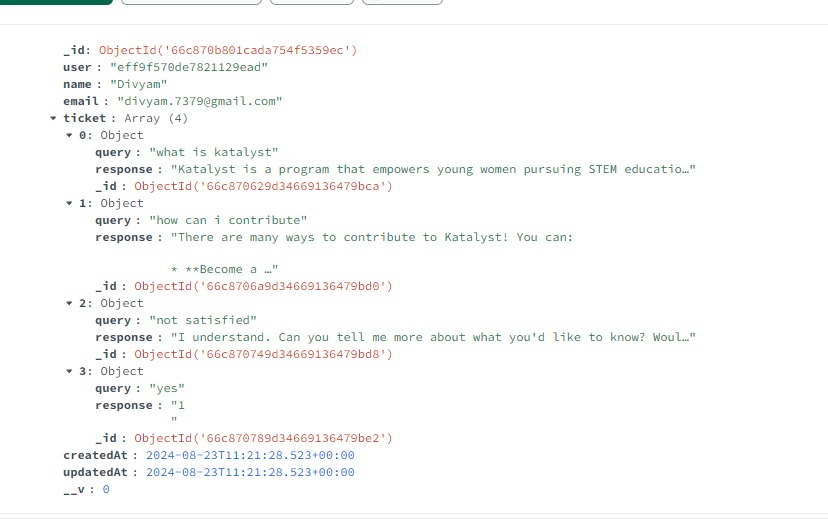 _id: ObjectId('66c870b801cada754f5359ec')
user : "eff9f570de7821129ead"
name : "Divyam"
email : "divyam.7379@gmail.com"
ticket : Array (4)
0: Object
query : "what is katalyst"
response : "Katalyst is a program that empowers young women pursuing STEM educatio…"
_id : ObjectId('66c870629d34669136479bca')
1: Object
query : "how can i contribute"
response : "There are many ways to contribute to Katalyst! You can:
* **Become a …"
_id : ObjectId('66c8706a9d34669136479bd0')
2: Object
query : "not satisfied"
response : "I understand. Can you tell me more about what you'd like to know? Woul…"
_id : ObjectId('66c870749d34669136479bd8')
3: Object
query : "yes"
response : "1
"
_id : ObjectId('66c870789d34669136479be2')
createdAt : 2024-08-23T11:21:28.523+00:00
updatedAt : 2024-08-23T11:21:28.523+00:00
__v : 0